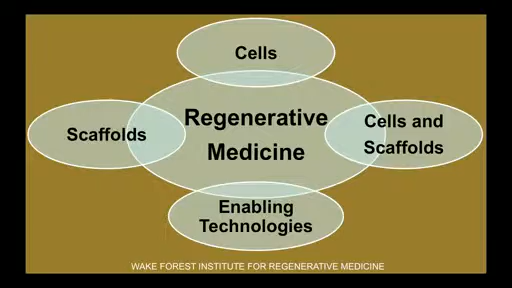 Cells
Regenerative
Medicine
Scaffolds
Cells and
Scaffolds
Enabling
Technologies
WAKE FOREST INSTITUTE FOR REGENERATIVE MEDICINE